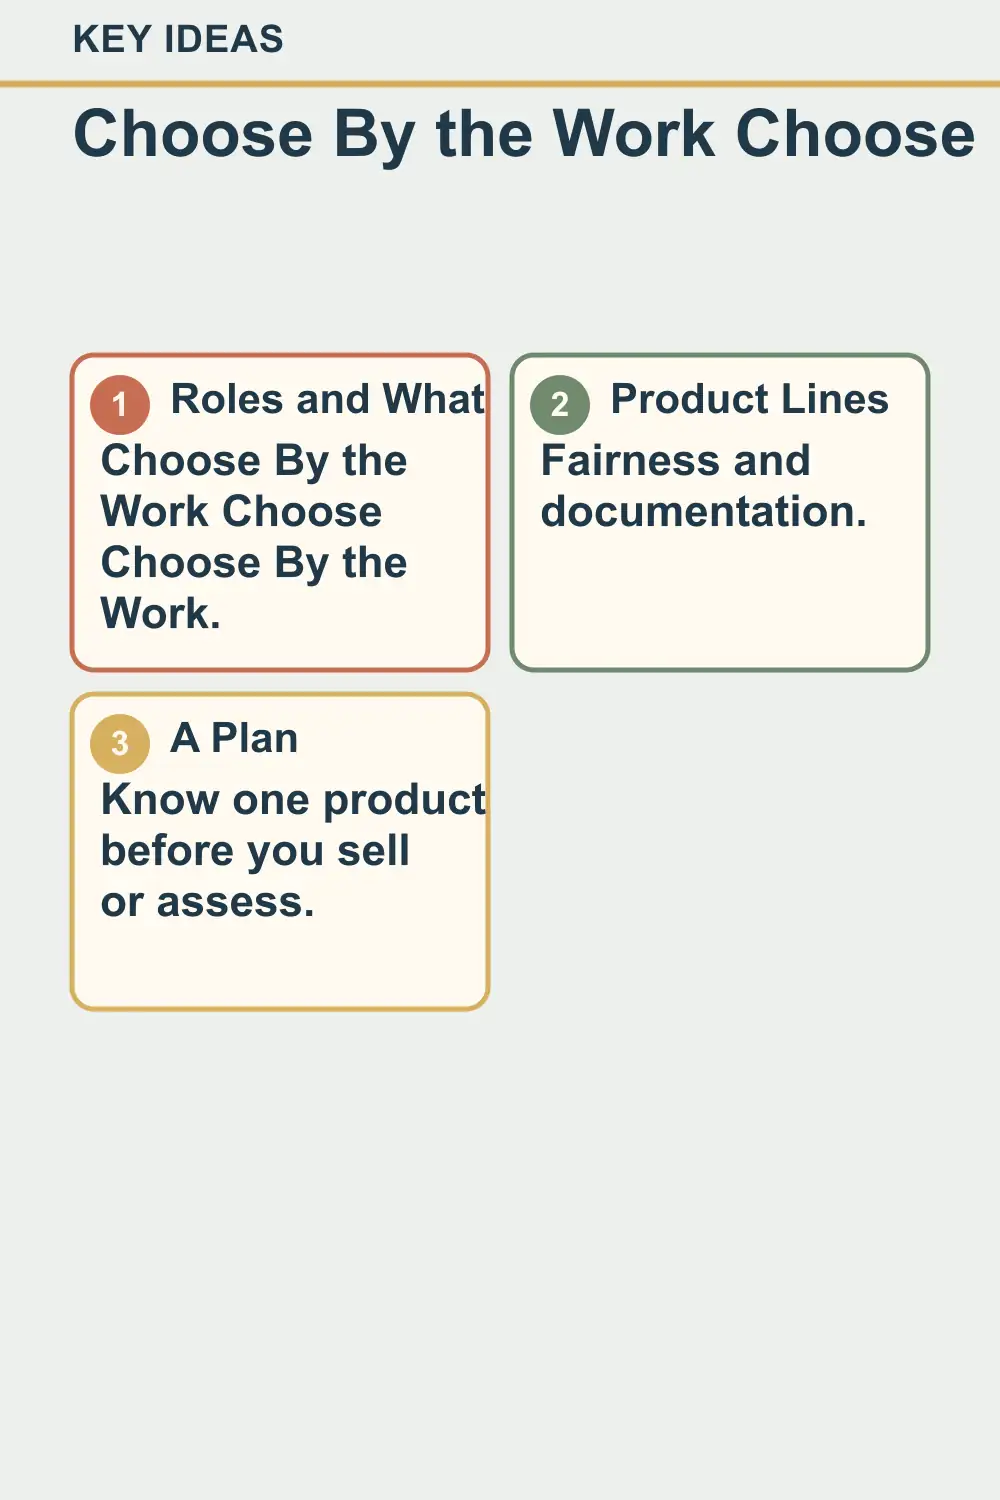 KEY IDEAS
Choose By the Work Choose
1 Roles and What
Choose By the
Work Choose
Choose By the
Work.
2 Product Lines
Fairness and
documentation.
3 A Plan
Know one product
before you sell
or assess.